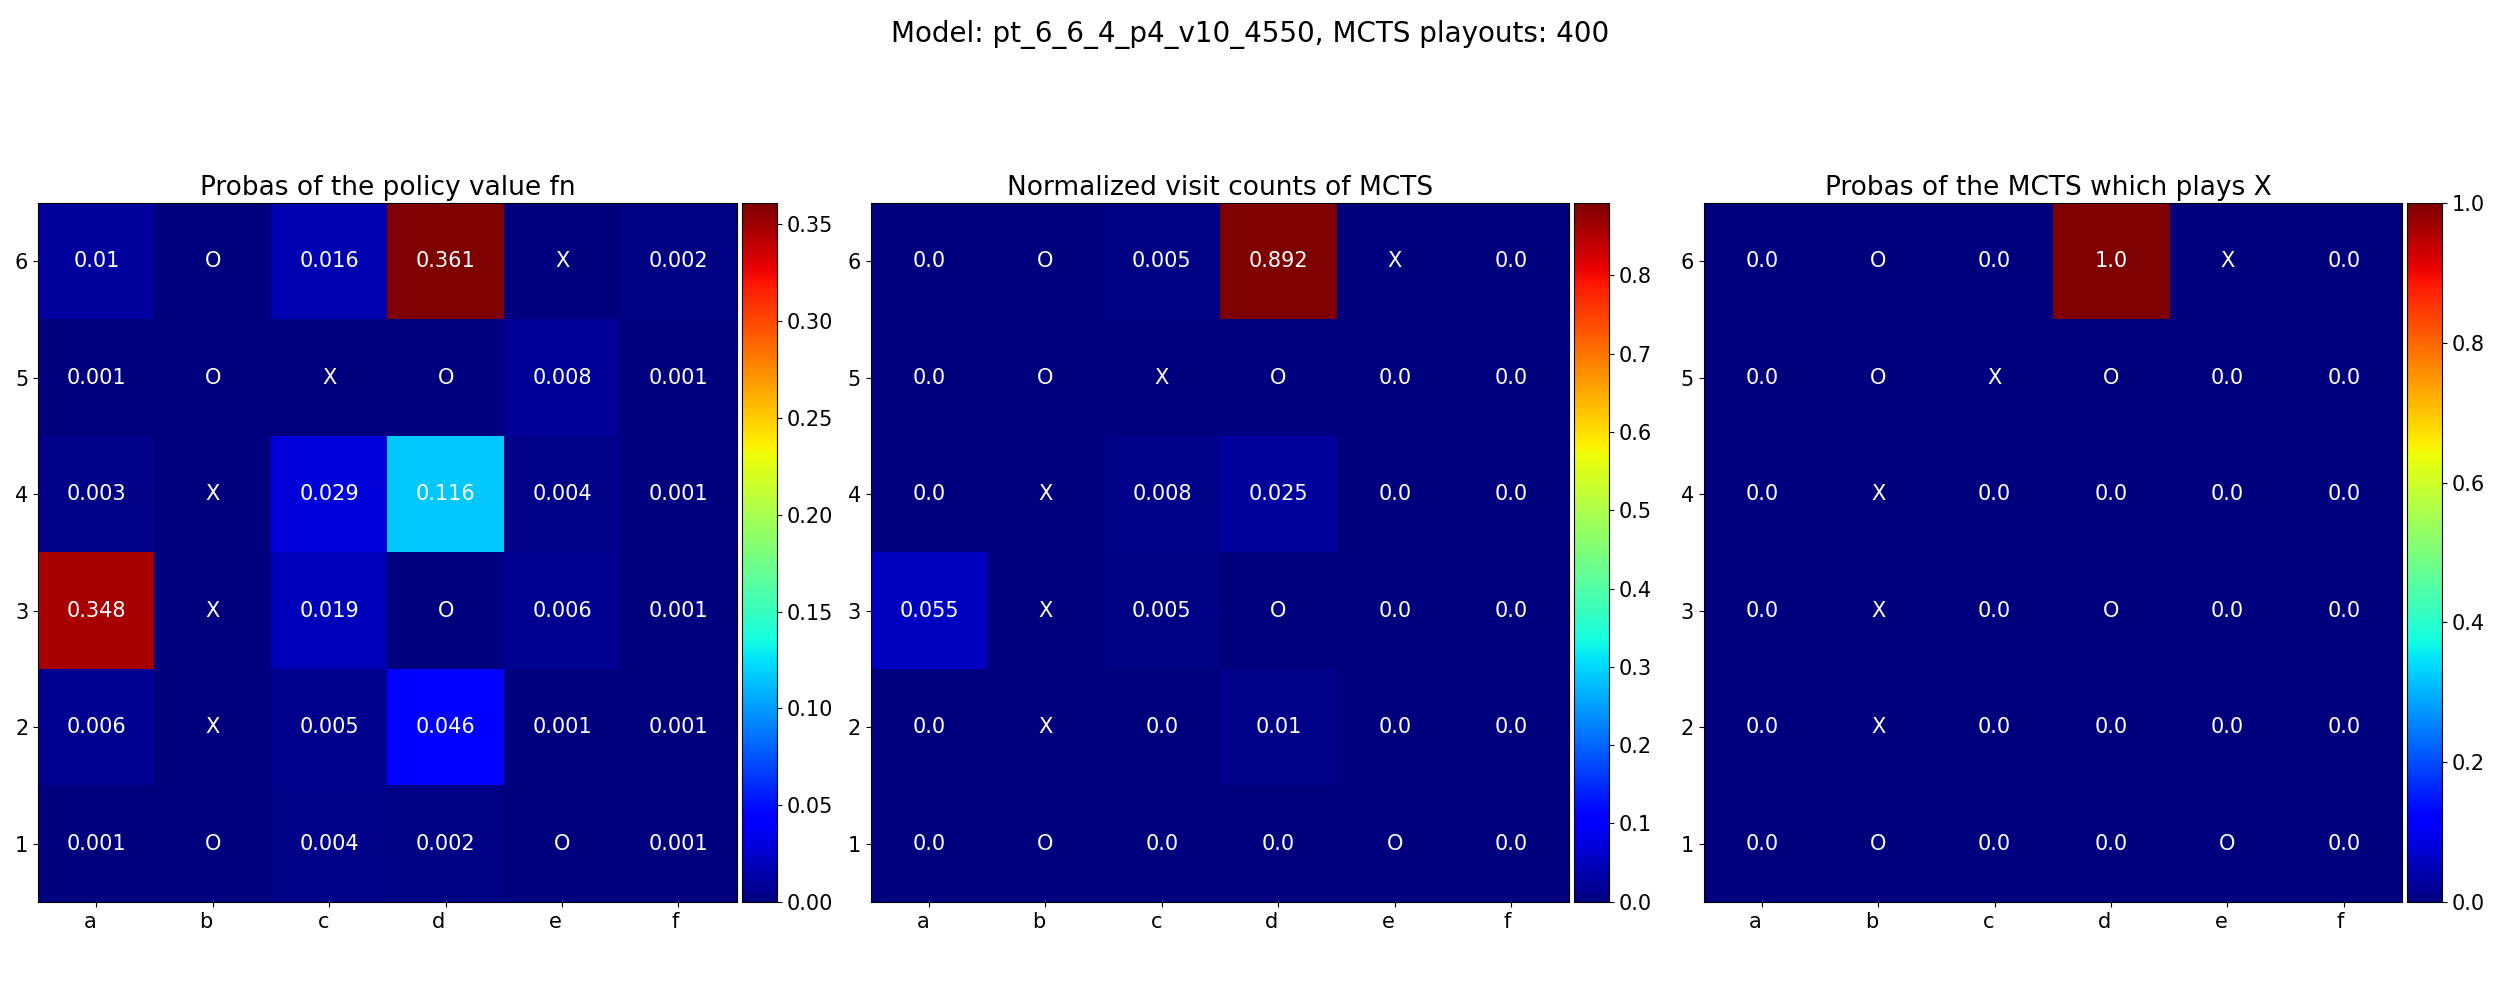 Model: pt_6_6_4_p4_v10_4550, MCTS playouts: 400
Probas of the policy value fn
6 0.01 O 0.016 0.361 X 0.002
5 0.001 O X O 0.008 0.001
4 0.003 X 0.029 0.116 0.004 0.001
3 0.348 X 0.019 O 0.006 0.001
2 0.006 X 0.005 0.046 0.001 0.001
1 0.001 O 0.004 0.002 O 0.001
a b c d e f
0.35
0.30
0.25
0.20
0.15
0.10
0.05
0.00
Normalized visit counts of MCTS
6 0.0 O 0.005 0.892 X 0.0
5 0.0 O X O 0.0 0.0
4 0.0 X 0.008 0.025 0.0 0.0
3 0.055 X 0.005 O 0.0 0.0
2 0.0 X 0.0 0.01 0.0 0.0
1 0.0 O 0.0 0.0 O 0.0
a b c d e f
0.8
0.7
0.6
0.5
0.4
0.3
0.2
0.1
0.0
Probas of the MCTS which plays X
6 0.0 O 0.0 1.0 X 0.0
5 0.0 O X O 0.0 0.0
4 0.0 X 0.0 0.0 0.0 0.0
3 0.0 X 0.0 O 0.0 0.0
2 0.0 X 0.0 0.0 0.0 0.0
1 0.0 O 0.0 0.0 O 0.0
a b c d e f
1.0
0.8
0.6
0.4
0.2
0.0